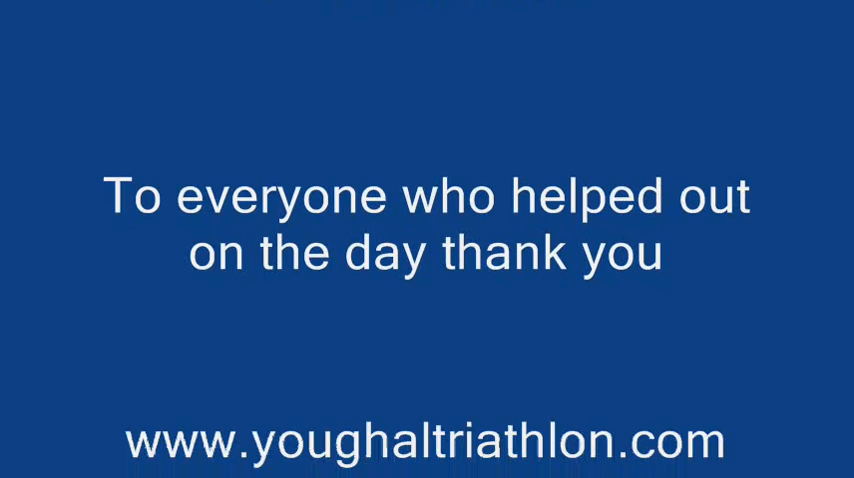 To everyone who helped out
on the day thank you
www.youghaltriathlon.com